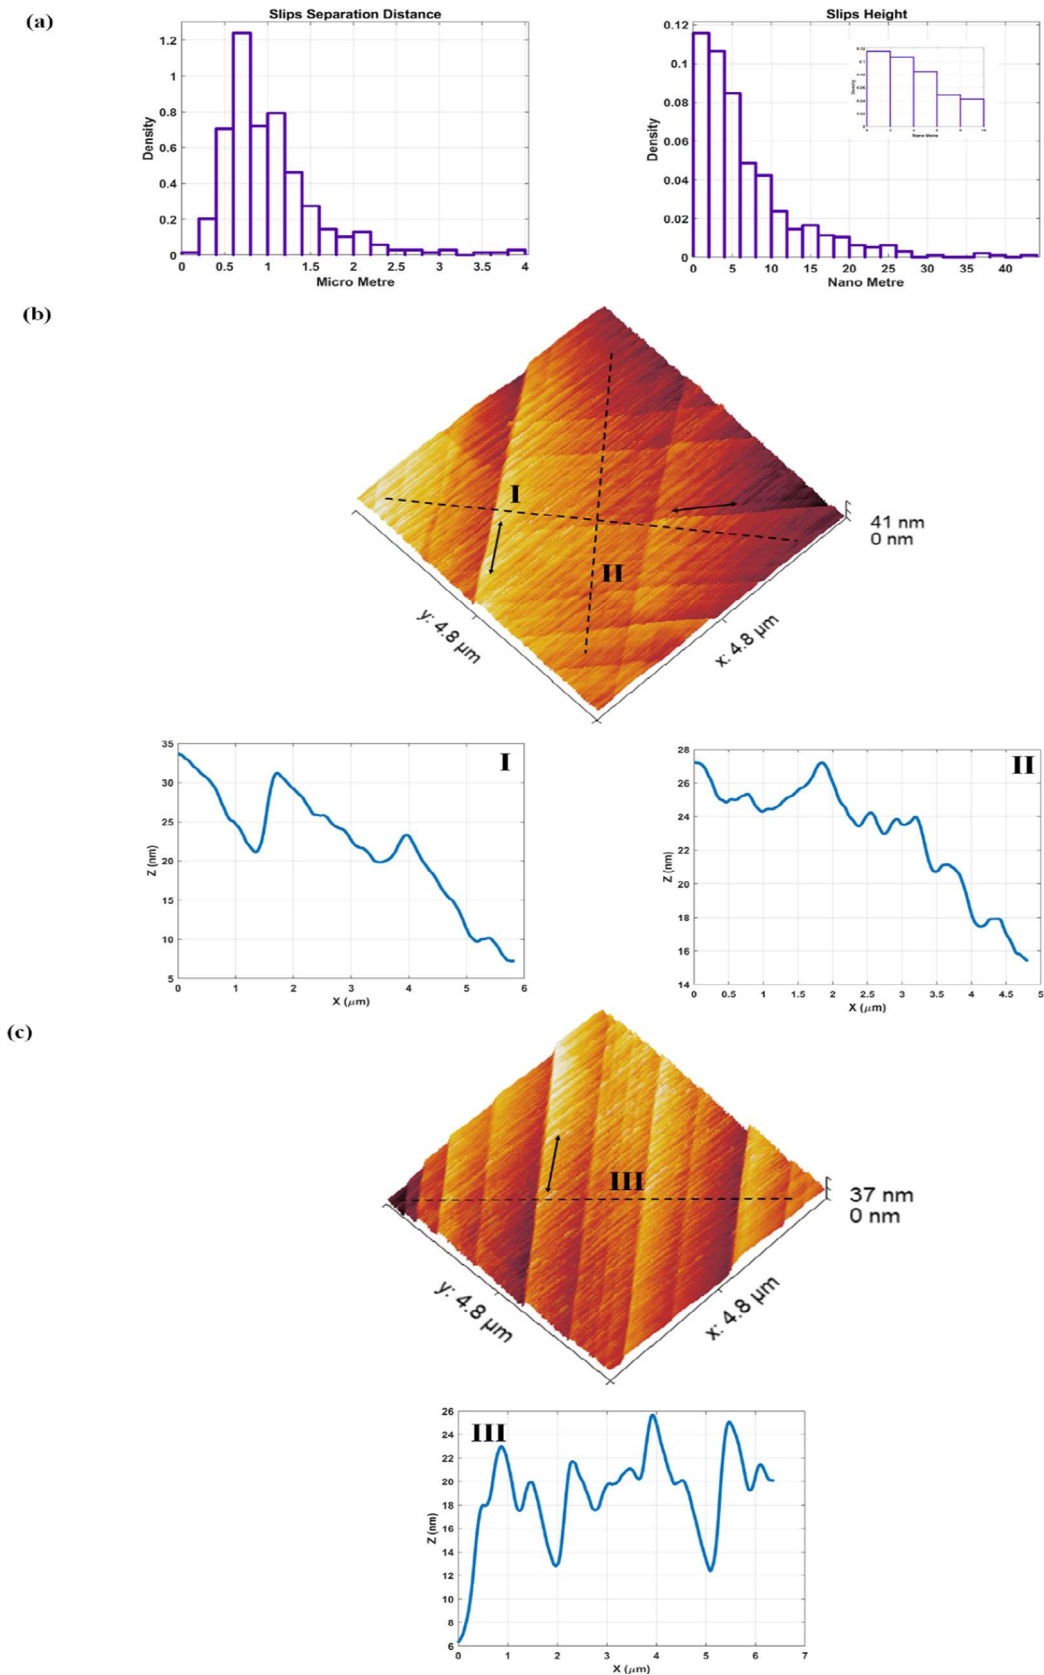 (a)
Slips Separation Distance
1.2
1
0.8
0.6
0.4
0.2
0
Density
0 0.5 1 1.5 2 2.5 3 3.5 4
Micro Metre
Slips Height
0.12
0.1
0.08
0.06
0.04
0.02
0
Density
0 5 10 15 20 25 30 35 40
Nano Metre
Density
Nano Metre
(b)
I
II
41 nm
0 nm
y: 4.8 µm
x: 4.8 µm
I
35
30
25
20
15
10
5
Z (nm)
0 1 2 3 4 5 6
X (µm)
II
28
26
24
22
20
18
16
14
Z (nm)
0 0.5 1 1.5 2 2.5 3 3.5 4 4.5 5
X (µm)
(c)
III
37 nm
0 nm
y: 4.8 µm
x: 4.8 µm
III
26
24
22
20
18
16
14
12
10
8
6
Z (nm)
0 1 2 3 4 5 6 7
X (µm)